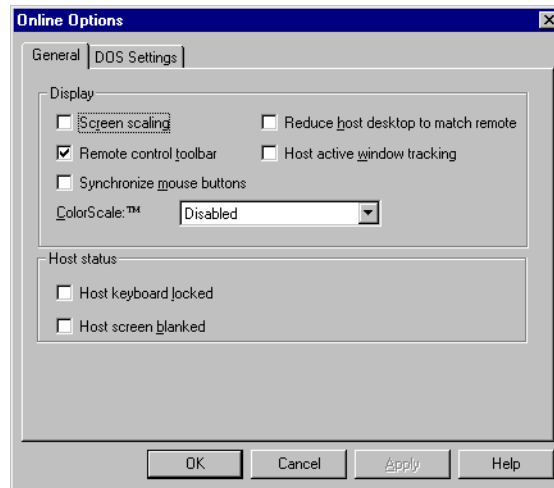 Online Options
General DOS Settings
Display
Screen scaling Reduce host desktop to match remote
Remote control toolbar Host active window tracking
Synchronize mouse buttons
ColorScale:™ Disabled
Host status
Host keyboard locked
Host screen blanked
OK Cancel Apply Help